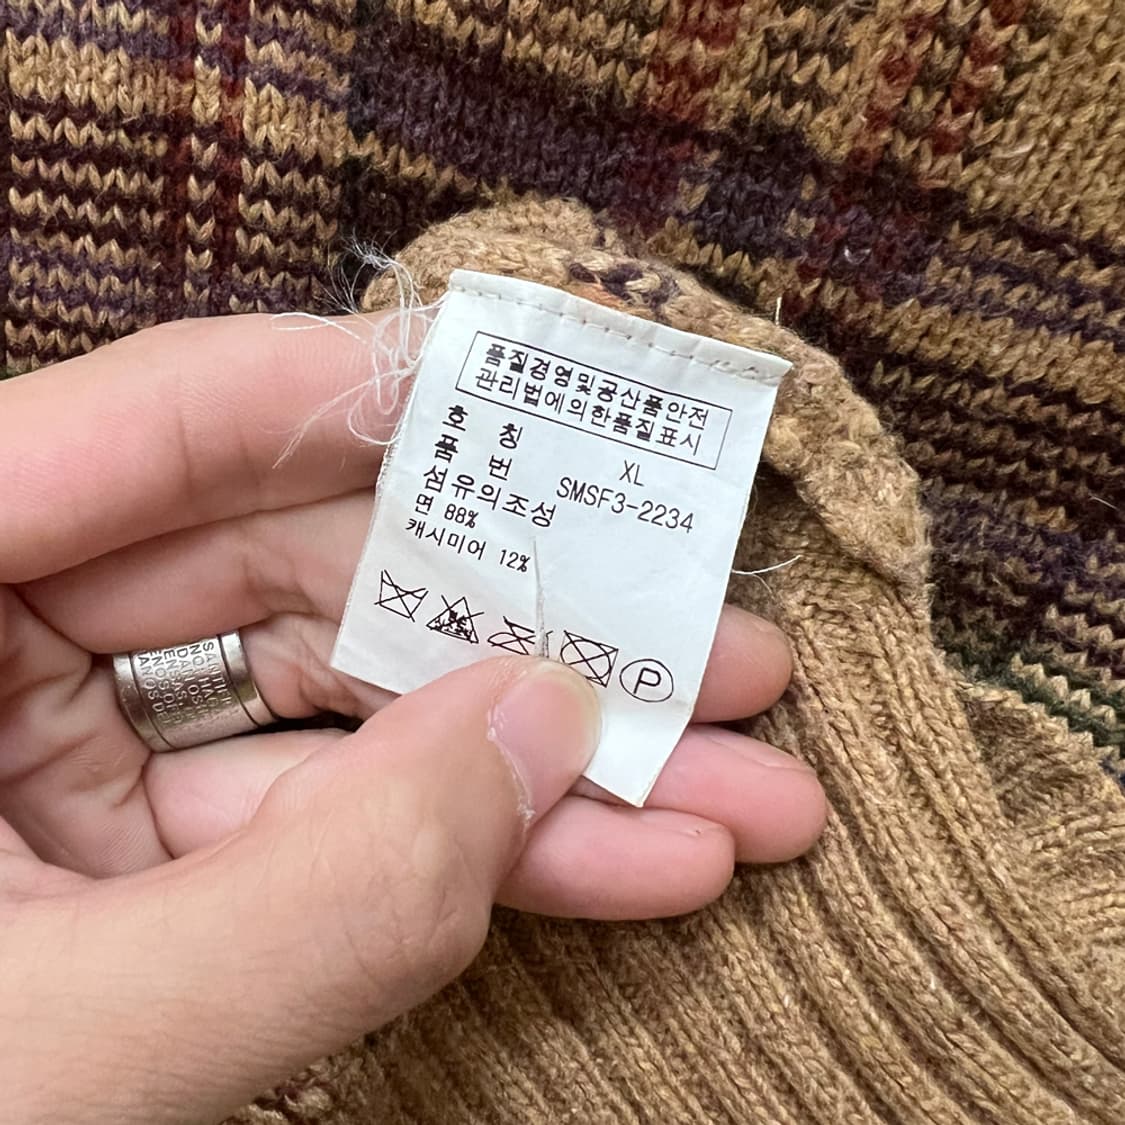 품질경영및공산품안전
관리법에의한품질표시
호 칭 XL
품 번 SMSF3-2234
섬유의조성
면 88%
캐시미어 12%
P